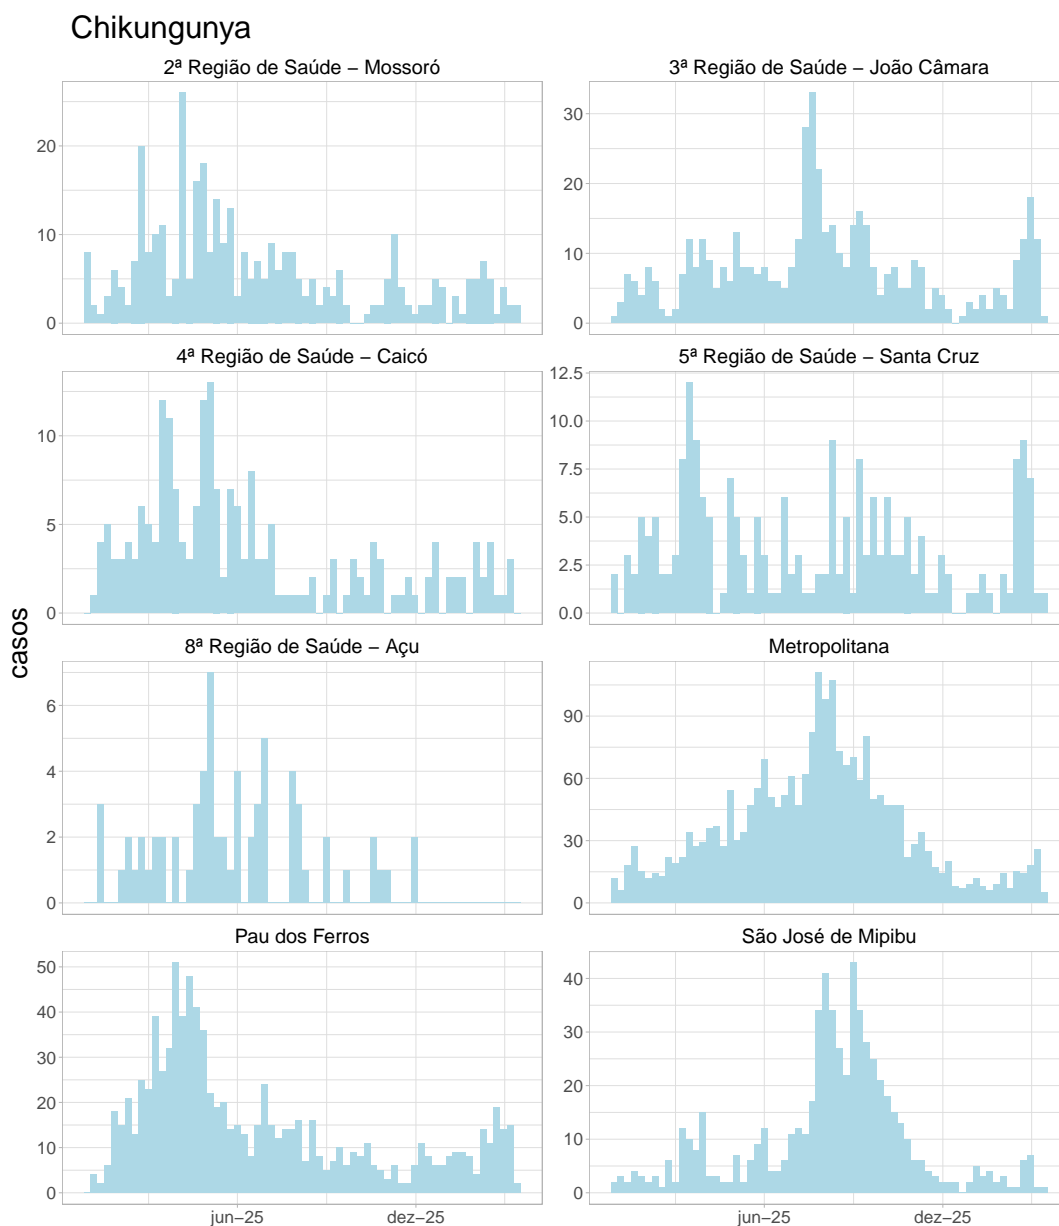 Chikungunya
2ª Região de Saúde – Mossoró
3ª Região de Saúde – João Câmara
20
10
0
30
20
10
0
4ª Região de Saúde – Caicó
5ª Região de Saúde – Santa Cruz
10
5
0
12.5
10.0
7.5
5.0
2.5
0.0
casos
8ª Região de Saúde – Açu
Metropolitana
6
4
2
0
90
60
30
0
Pau dos Ferros
São José de Mipibu
50
40
30
20
10
0
40
30
20
10
0
jun–25
dez–25
jun–25
dez–25